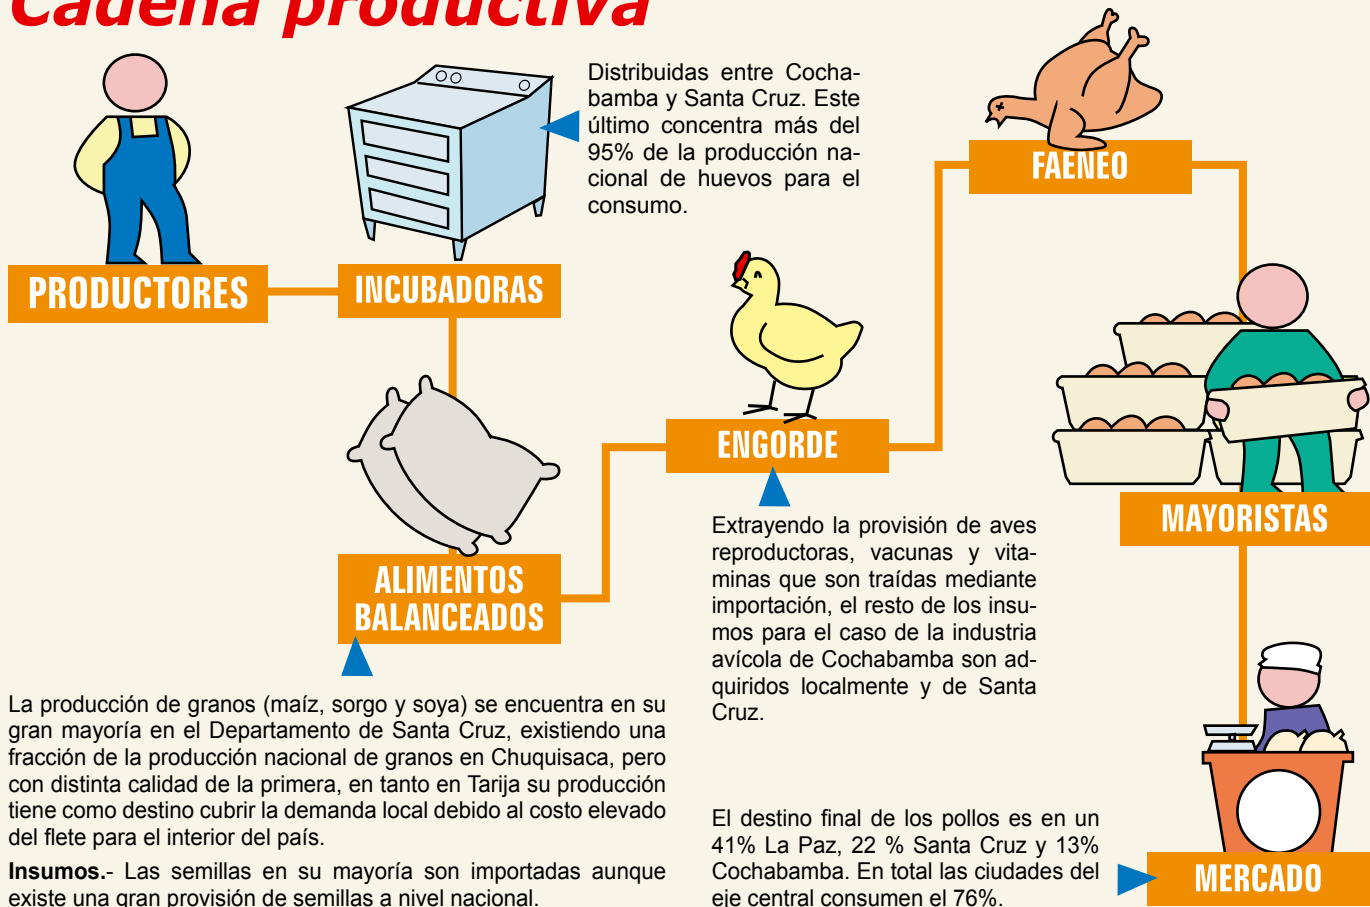 Cadena productiva
Distribuidas entre Cocha-
bamba y Santa Cruz. Este
último concentra más del
95% de la producción na-
cional de huevos para el
consumo.
FAENEO
PRODUCTORES
INCUBADORAS
ENGORDE
MAYORISTAS
ALIMENTOS
BALANCEADOS
Extrayendo la provisión de aves
reproductoras, vacunas y vita-
minas que son traídas mediante
importación, el resto de los insu-
mos para el caso de la industria
avícola de Cochabamba son ad-
quiridos localmente y de Santa
Cruz.
La producción de granos (maíz, sorgo y soya) se encuentra en su
gran mayoría en el Departamento de Santa Cruz, existiendo una
fracción de la producción nacional de granos en Chuquisaca, pero
con distinta calidad de la primera, en tanto en Tarija su producción
tiene como destino cubrir la demanda local debido al costo elevado
del flete para el interior del país.
Insumos.- Las semillas en su mayoría son importadas aunque
existe una gran provisión de semillas a nivel nacional.
El destino final de los pollos es en un
41% La Paz, 22 % Santa Cruz y 13%
Cochabamba. En total las ciudades del
eje central consumen el 76%.
MERCADO